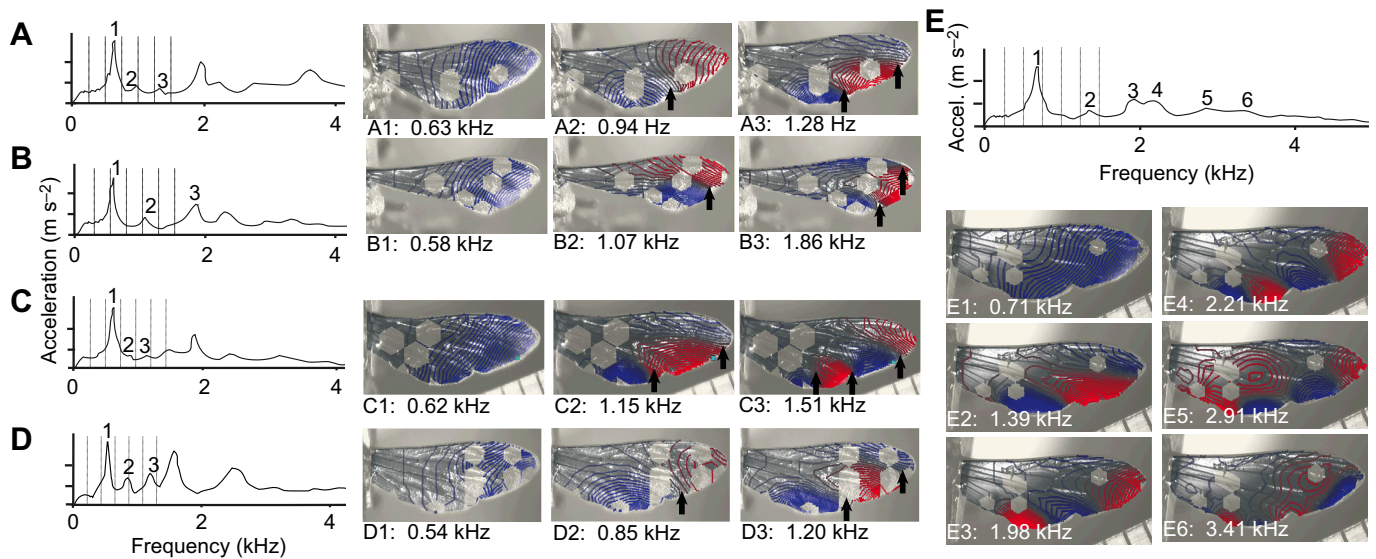 A
1
2
3
0
2
4
A1: 0.63 kHz
A2: 0.94 Hz
A3: 1.28 Hz
B
1
2
3
0
2
4
B1: 0.58 kHz
B2: 1.07 kHz
B3: 1.86 kHz
Acceleration (m s⁻²)
C
1
2
3
0
2
4
C1: 0.62 kHz
C2: 1.15 kHz
C3: 1.51 kHz
D
1
2
3
0
2
4
Frequency (kHz)
D1: 0.54 kHz
D2: 0.85 kHz
D3: 1.20 kHz
E
Accel. (m s⁻²)
1
2
3
4
5
6
0
2
4
Frequency (kHz)
E1: 0.71 kHz
E4: 2.21 kHz
E2: 1.39 kHz
E5: 2.91 kHz
E3: 1.98 kHz
E6: 3.41 kHz